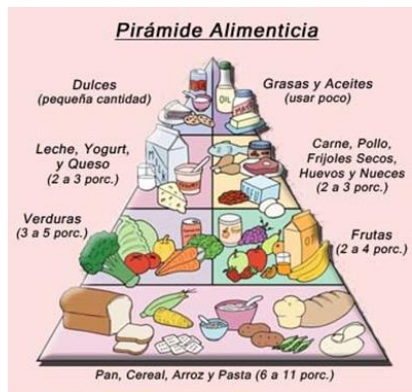 Pirámide Alimenticia
Dulces
(pequeña cantidad)
Grasas y Aceites
(usar poco)
OIL
Leche, Yogurt,
y Queso
(2 a 3 porc.)
Carne, Pollo,
Frijoles Secos,
Huevos y Nueces
(2 a 3 porc.)
Verduras
(3 a 5 porc.)
Frutas
(2 a 4 porc.)
Pan, Cereal, Arroz y Pasta (6 a 11 porc.)